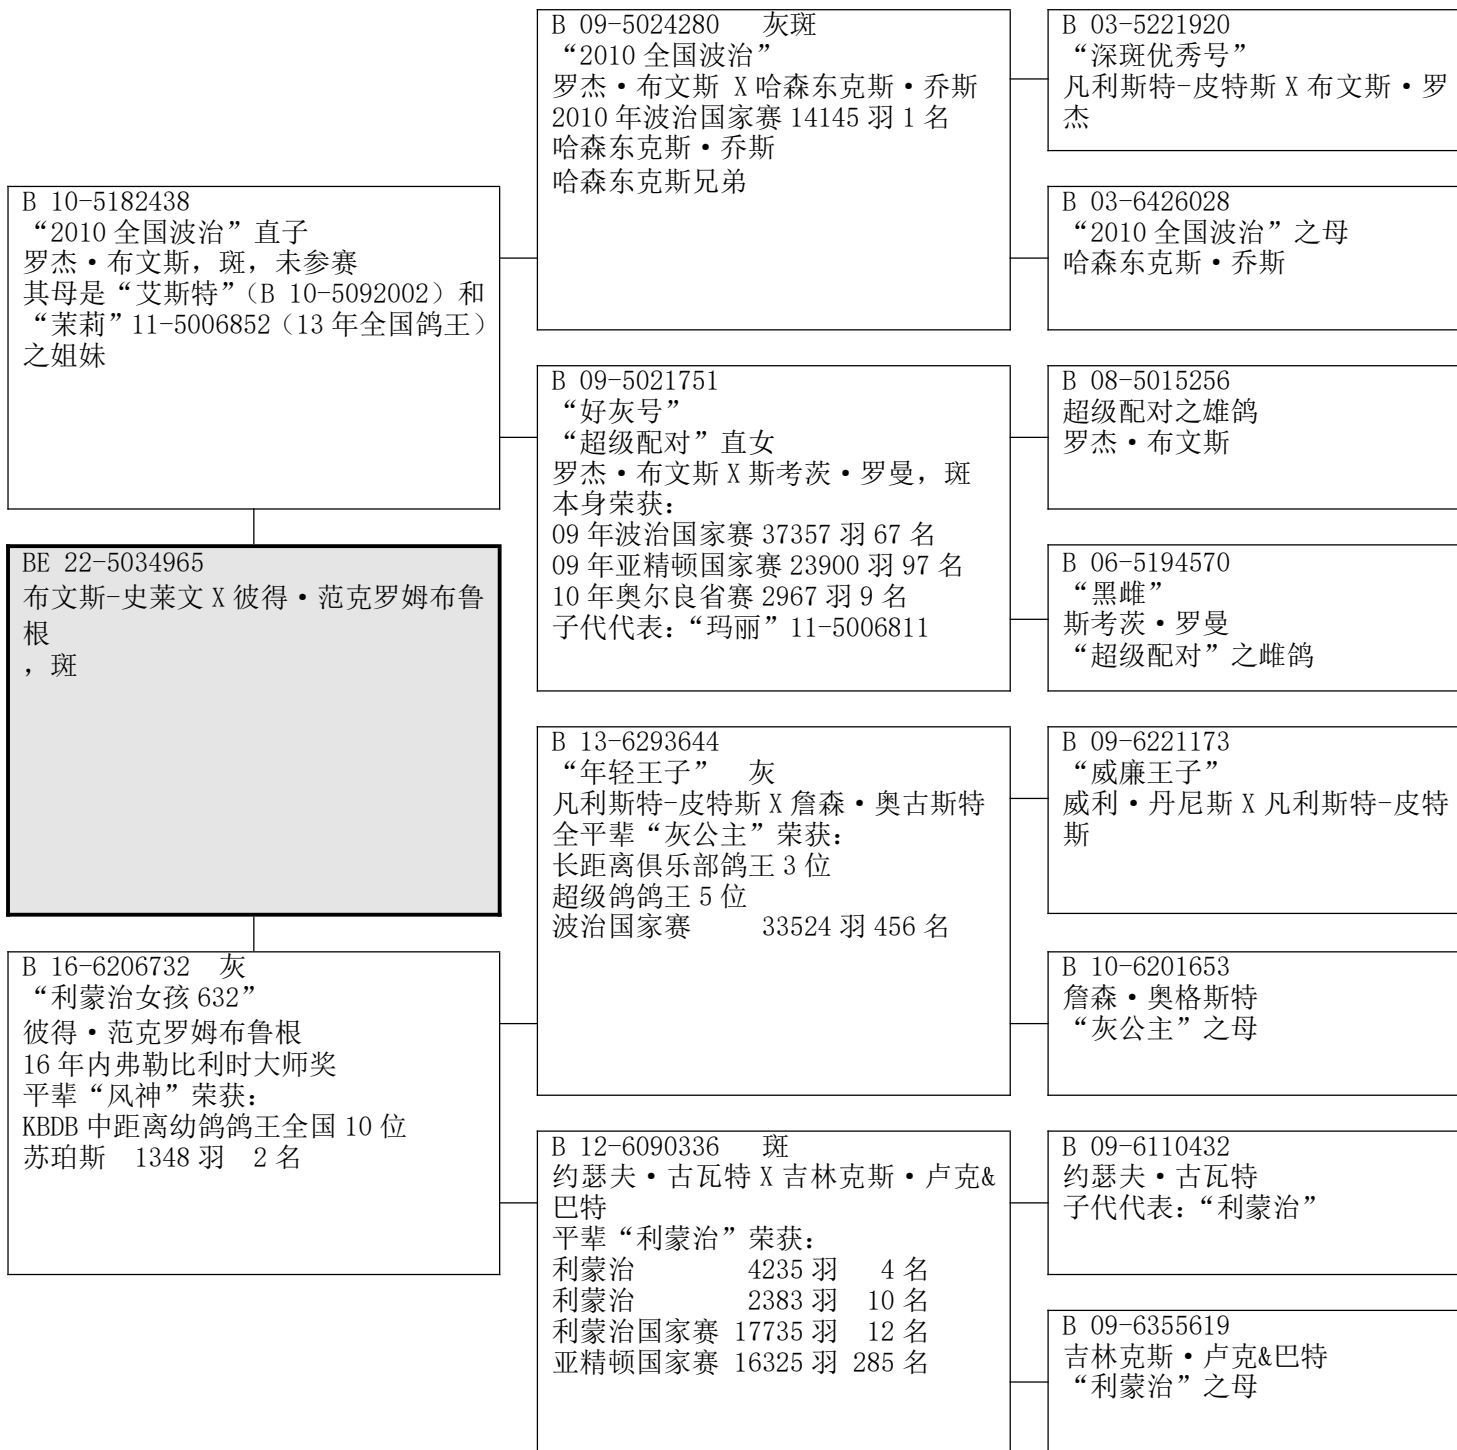 B 10-5182438
“2010 全国波治”直子
罗杰·布文斯，斑，未参赛
其母是“艾斯特”（B 10-5092002）和
“茉莉”11-5006852（13 年全国鸽王）
之姐妹
BE 22-5034965
布文斯-史莱文 X 彼得·范克罗姆布鲁
根
，斑
B 16-6206732 灰
“利蒙治女孩 632”
彼得·范克罗姆布鲁根
16 年内弗勒比利时大师奖
平辈“风神”荣获：
KBDB 中距离幼鸽鸽王全国 10 位
苏珀斯 1348 羽 2 名
B 09-5024280 灰斑
“2010 全国波治”
罗杰·布文斯 X 哈森东克斯·乔斯
2010 年波治国家赛 14145 羽 1 名
哈森东克斯·乔斯
哈森东克斯兄弟
B 09-5021751
“好灰号”
“超级配对”直女
罗杰·布文斯 X 斯考茨·罗曼，斑
本身荣获：
09 年波治国家赛 37357 羽 67 名
09 年亚精顿国家赛 23900 羽 97 名
10 年奥尔良省赛 2967 羽 9 名
子代代表：“玛丽”11-5006811
B 13-6293644
“年轻王子” 灰
凡利斯特-皮特斯 X 詹森·奥古斯特
全平辈“灰公主”荣获：
长距离俱乐部鸽王 3 位
超级鸽鸽王 5 位
波治国家赛 33524 羽 456 名
B 12-6090336 斑
约瑟夫·古瓦特 X 吉林克斯·卢克&
巴特
平辈“利蒙治”荣获：
利蒙治 4235 羽 4 名
利蒙治 2383 羽 10 名
利蒙治国家赛 17735 羽 12 名
亚精顿国家赛 16325 羽 285 名
B 03-5221920
“深斑优秀号”
凡利斯特-皮特斯 X 布文斯·罗
杰
B 03-6426028
“2010 全国波治”之母
哈森东克斯·乔斯
B 08-5015256
超级配对之雄鸽
罗杰·布文斯
B 06-5194570
“黑雌”
斯考茨·罗曼
“超级配对”之雌鸽
B 09-6221173
“威廉王子”
威利·丹尼斯 X 凡利斯特-皮特
斯
B 10-6201653
詹森·奥格斯特
“灰公主”之母
B 09-6110432
约瑟夫·古瓦特
子代代表：“利蒙治”
B 09-6355619
吉林克斯·卢克&巴特
“利蒙治”之母